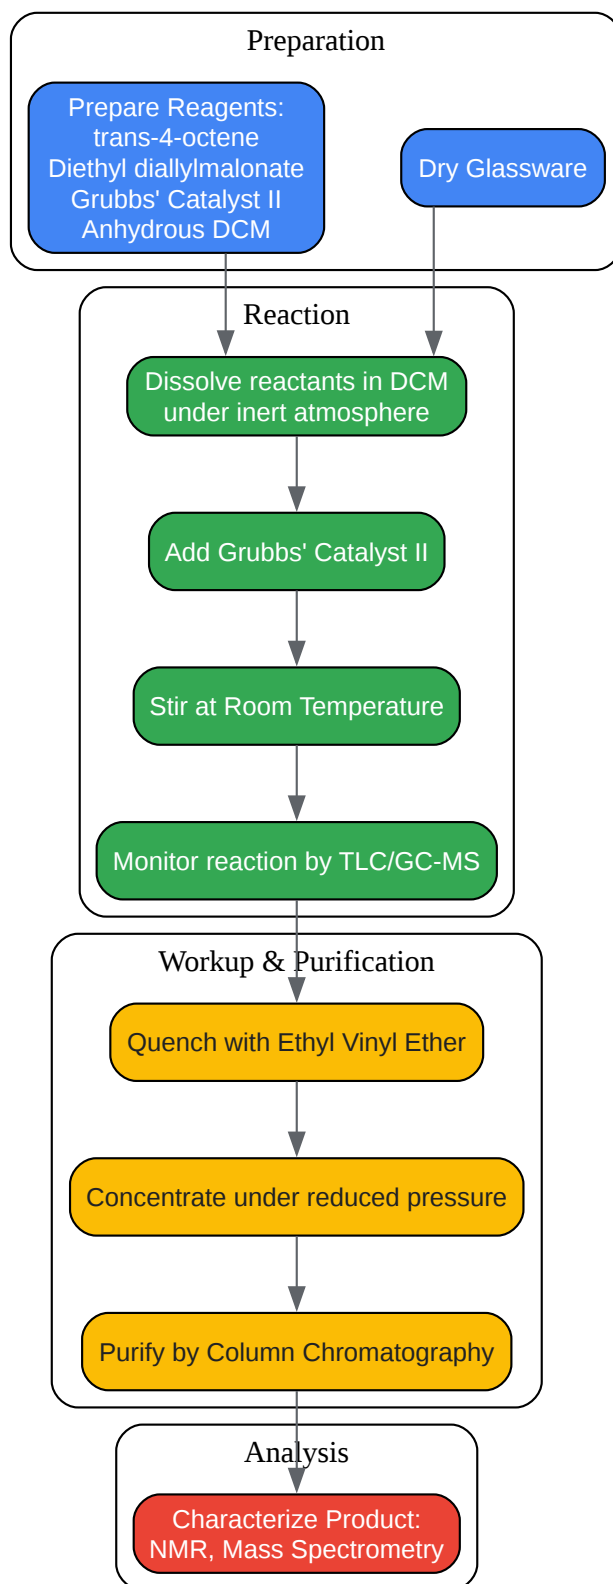 Preparation
Prepare Reagents:
trans-4-octene
Diethyl diallylmalonate
Grubbs' Catalyst II
Anhydrous DCM
Dry Glassware
Reaction
Dissolve reactants in DCM
under inert atmosphere
Add Grubbs' Catalyst II
Stir at Room Temperature
Monitor reaction by TLC/GC-MS
Workup & Purification
Quench with Ethyl Vinyl Ether
Concentrate under reduced pressure
Purify by Column Chromatography
Analysis
Characterize Product:
NMR, Mass Spectrometry